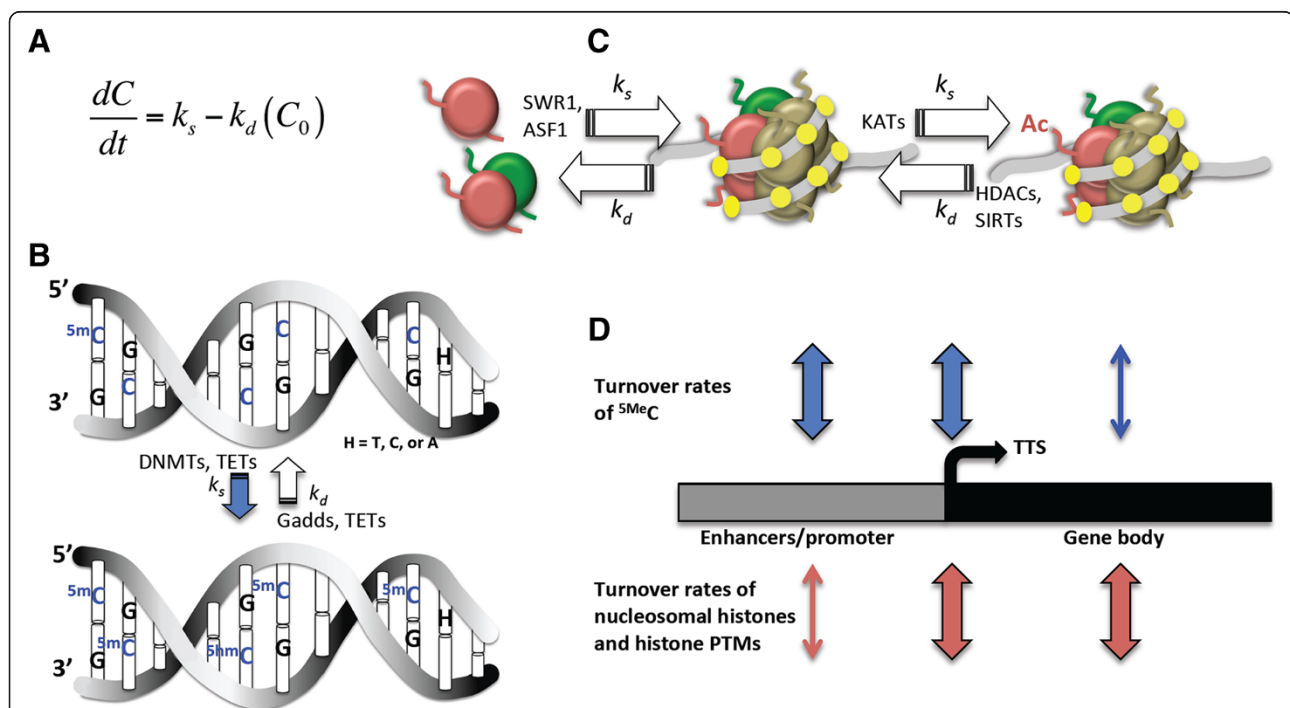 A
dC/dt = k_s − k_d (C_0)
C
SWR1,
ASF1
k_s
k_d
KATs
k_s
Ac
k_d
HDACs,
SIRTs
B
5’
5m
C
G
G
C
G
C
C
G
C
G
H
3’
H = T, C, or A
DNMTs, TETs
k_s
k_d
Gadds, TETs
5’
5mC
G
G
5mC
G
5hmC
5mC
G
5mC
G
H
3’
D
Turnover rates
of 5MeC
TTS
Enhancers/promoter
Gene body
Turnover rates of
nucleosomal histones
and histone PTMs